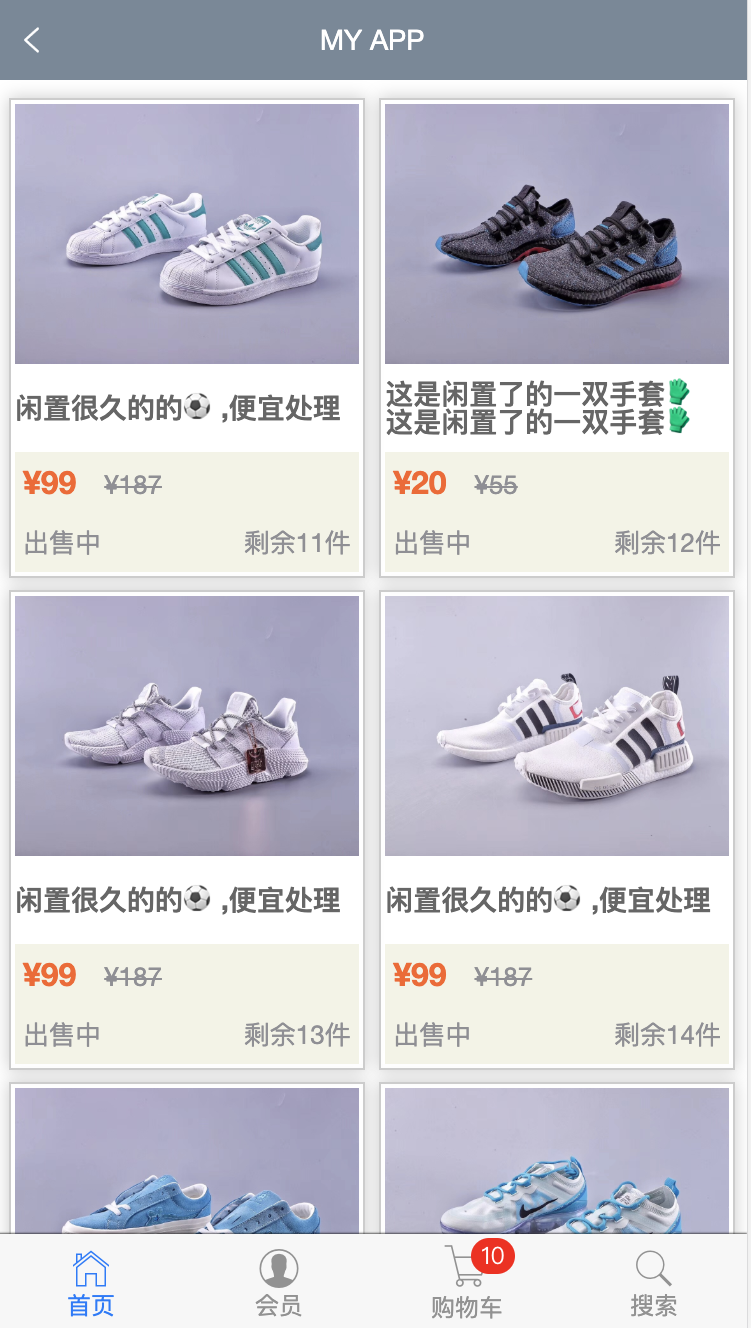 MY APP
闲置很久的的⚽ ,便宜处理
¥99 ¥187
出售中 剩余11件
这是闲置了的一双手套🧤
这是闲置了的一双手套🧤
¥20 ¥55
出售中 剩余12件
闲置很久的的⚽ ,便宜处理
¥99 ¥187
出售中 剩余13件
闲置很久的的⚽ ,便宜处理
¥99 ¥187
出售中 剩余14件
10
首页 会员 购物车 搜索